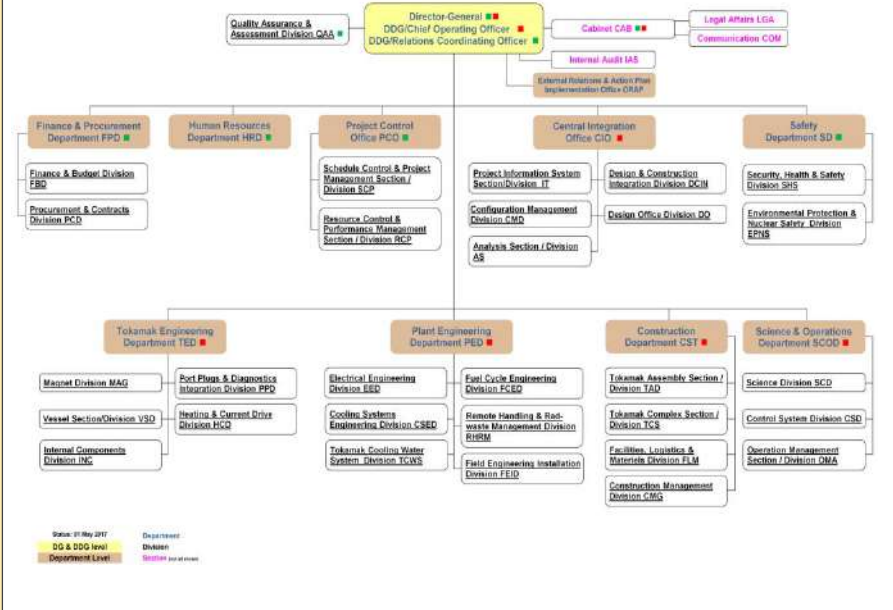 Quality Assurance &
Assessment Division QAA
Director-General
DDG/Chief Operating Officer
DDG/Relations Coordinating Officer
Cabinet CAB
Legal Affairs LGA
Communication COM
Internal Audit IAS
External Relations & Action Plan
Implementation Office ORAP
Finance & Procurement
Department FPD
Human Resources
Department HRD
Project Control
Office PCO
Central Integration
Office CIO
Safety
Department SD
Finance & Budget Division
FBD
Procurement & Contracts
Division PCD
Schedule Control & Project
Management Section /
Division SCP
Resource Control &
Performance Management
Section / Division RCP
Project Information System
Section/Division IT
Configuration Management
Division CMD
Analysis Section / Division
AS
Design & Construction
Integration Division DCIN
Design Office Division DO
Security, Health & Safety
Division SHS
Environmental Protection &
Nuclear Safety Division
EPNS
Tokamak Engineering
Department TED
Plant Engineering
Department PED
Construction
Department CST
Science & Operations
Department SCOD
Magnet Division MAG
Vessel Section/Division VSD
Internal Components
Division INC
Port Plugs & Diagnostics
Integration Division PPD
Heating & Current Drive
Division HCD
Electrical Engineering
Division EED
Cooling Systems
Engineering Division CSED
Tokamak Cooling Water
System Division TCWS
Fuel Cycle Engineering
Division FCED
Remote Handling & Rad-
waste Management Division
RHRM
Field Engineering Installation
Division FEID
Tokamak Assembly Section /
Division TAD
Tokamak Complex Section /
Division TCS
Facilities, Logistics &
Materiels Division FLM
Construction Management
Division CMG
Science Division SCD
Control System Division CSD
Operation Management
Section / Division OMA
Status: 01 May 2017
DG & DDG level
Department Level
Department
Division
Section (not all shown)